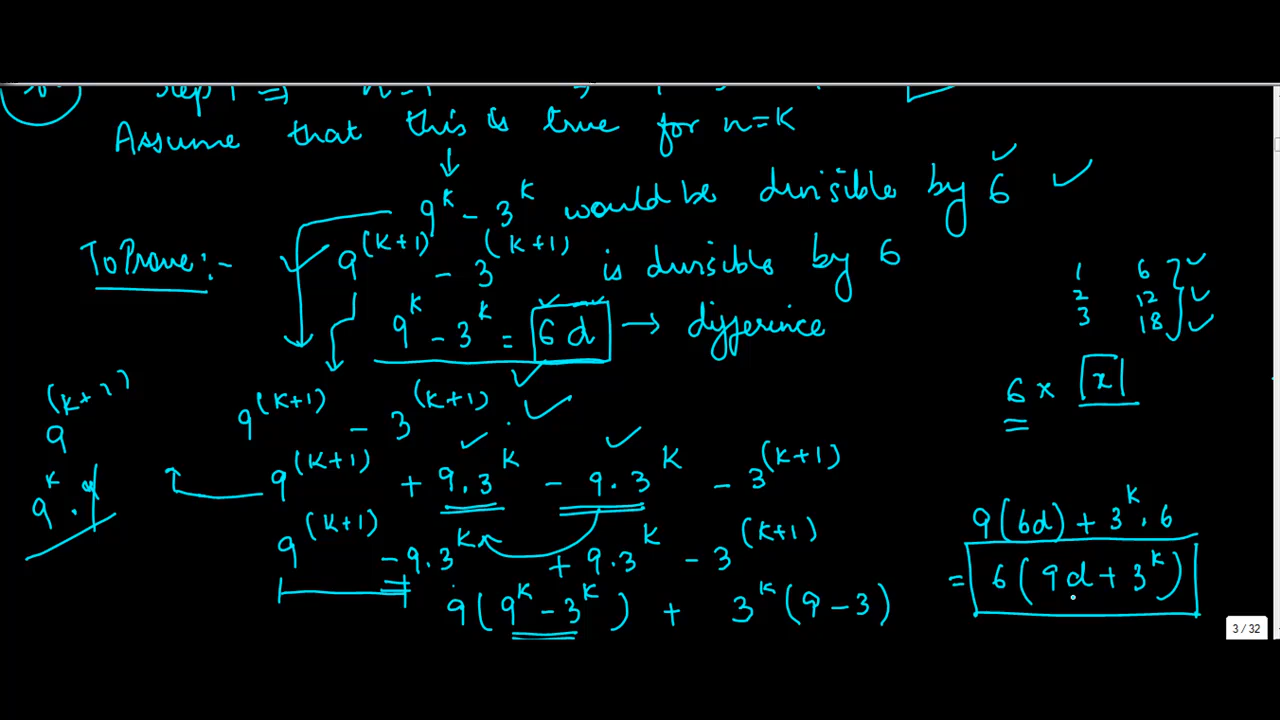 Step 1 ⇒ n=1
Assume that this is true for n=K
9^K - 3^K would be divisible by 6
To Prove:- 9^(K+1) - 3^(K+1) is divisible by 6
9^K - 3^K = 6d → difference
1 6
2 12
3 18
6 × x
9^(K+1)
9^K . 9
9^(K+1) - 3^(K+1)
9^(K+1) + 9.3^K - 9.3^K - 3^(K+1)
9^(K+1) - 9.3^K + 9.3^K - 3^(K+1)
9(9^K - 3^K) + 3^K(9-3)
9(6d) + 3^K.6
= 6(9d + 3^K)
3 / 32